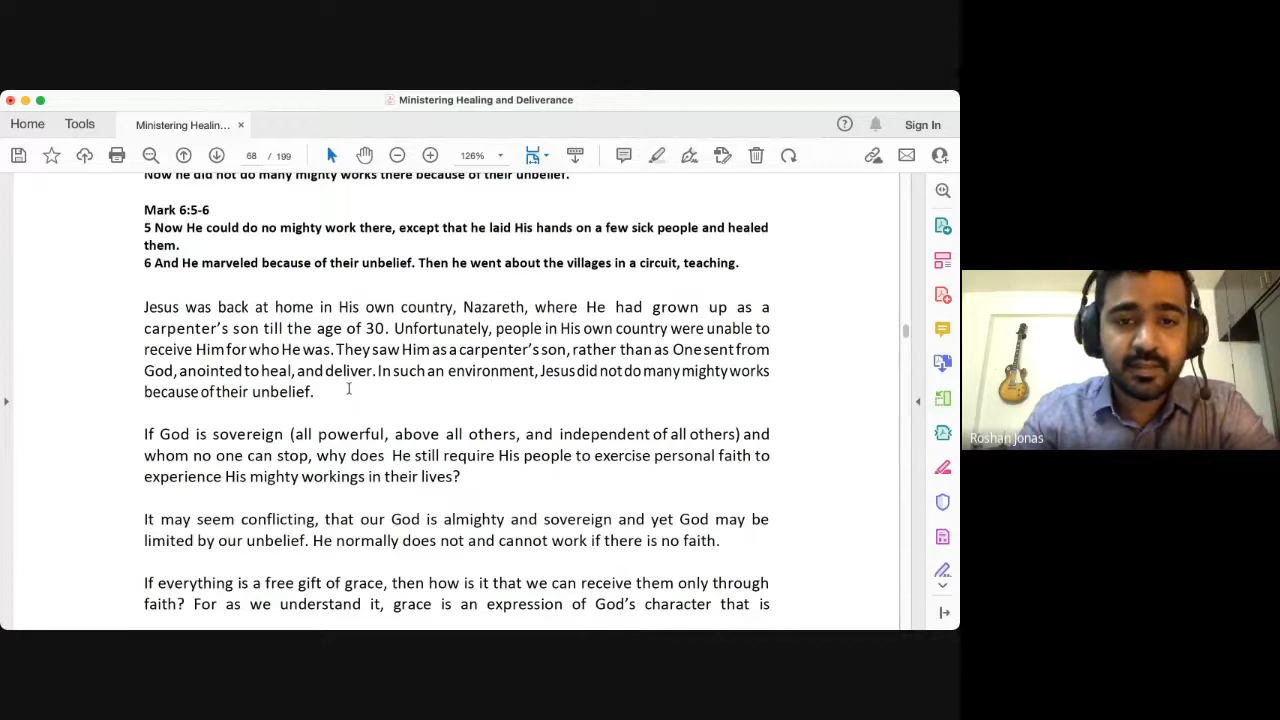 Ministering Healing and Deliverance
Home
Tools
Ministering Healin...
Sign In
68 / 199
126%
Now he did not do many mighty works there because of their unbelief.
Mark 6:5-6
5 Now He could do no mighty work there, except that he laid His hands on a few sick people and healed
them.
6 And He marveled because of their unbelief. Then he went about the villages in a circuit, teaching.
Jesus was back at home in His own country, Nazareth, where He had grown up as a
carpenter's son till the age of 30. Unfortunately, people in His own country were unable to
receive Him for who He was. They saw Him as a carpenter's son, rather than as One sent from
God, anointed to heal, and deliver. In such an environment, Jesus did not do many mighty works
because of their unbelief.
If God is sovereign (all powerful, above all others, and independent of all others) and
whom no one can stop, why does He still require His people to exercise personal faith to
experience His mighty workings in their lives?
It may seem conflicting, that our God is almighty and sovereign and yet God may be
limited by our unbelief. He normally does not and cannot work if there is no faith.
If everything is a free gift of grace, then how is it that we can receive them only through
faith? For as we understand it, grace is an expression of God's character that is
Roshan Jonas